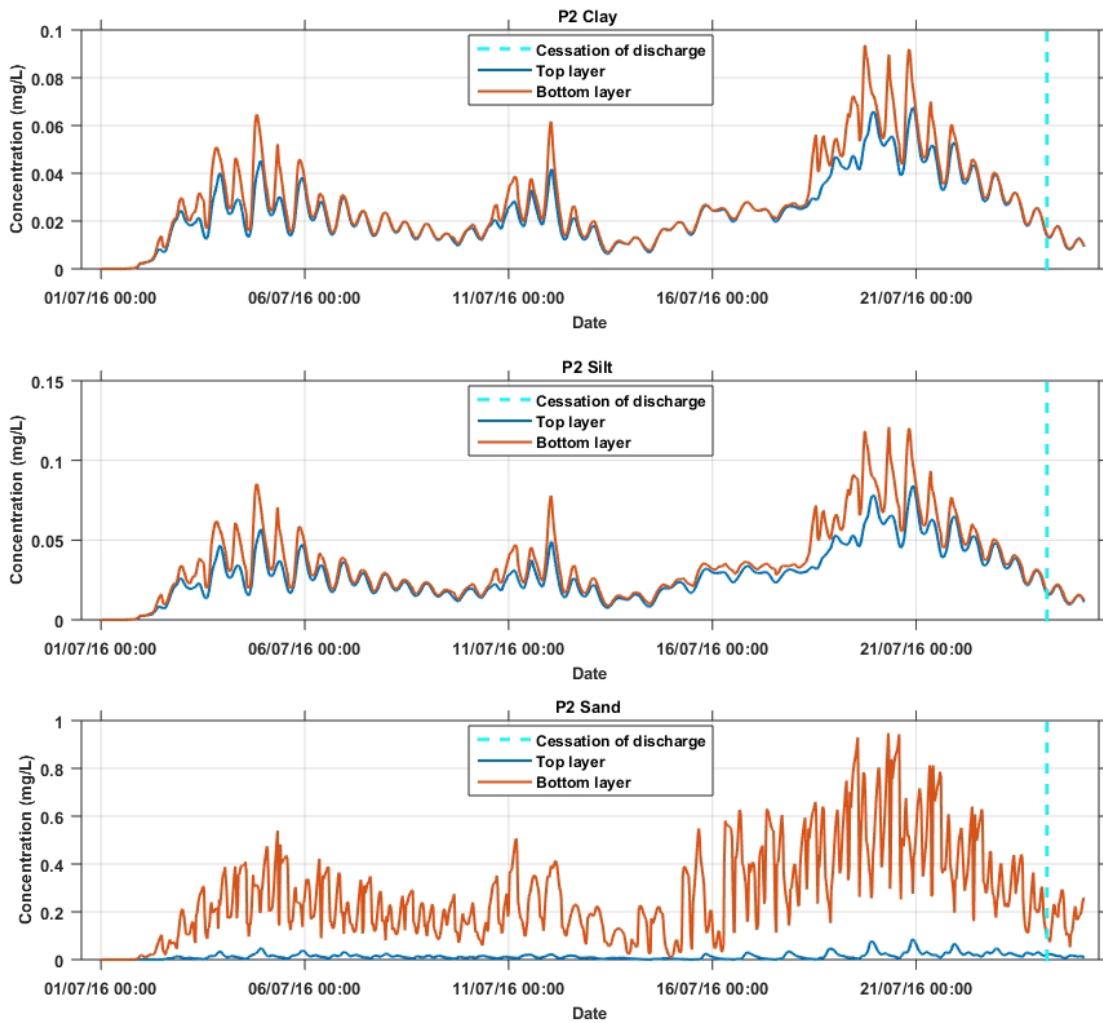 P2 Clay
Concentration (mg/L)
0.1
0.08
0.06
0.04
0.02
0
Cessation of discharge
Top layer
Bottom layer
01/07/16 00:00 06/07/16 00:00 11/07/16 00:00 16/07/16 00:00 21/07/16 00:00
Date
P2 Silt
Concentration (mg/L)
0.15
0.1
0.05
0
Cessation of discharge
Top layer
Bottom layer
01/07/16 00:00 06/07/16 00:00 11/07/16 00:00 16/07/16 00:00 21/07/16 00:00
Date
P2 Sand
Concentration (mg/L)
1
0.8
0.6
0.4
0.2
0
Cessation of discharge
Top layer
Bottom layer
01/07/16 00:00 06/07/16 00:00 11/07/16 00:00 16/07/16 00:00 21/07/16 00:00
Date